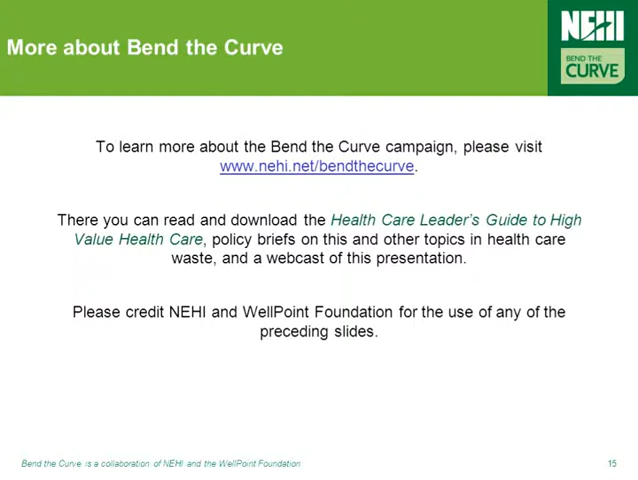 More about Bend the Curve
NEHI
BEND THE
CURVE
To learn more about the Bend the Curve campaign, please visit
www.nehi.net/bendthecurve.
There you can read and download the Health Care Leader's Guide to High
Value Health Care, policy briefs on this and other topics in health care
waste, and a webcast of this presentation.
Please credit NEHI and WellPoint Foundation for the use of any of the
preceding slides.
Bend the Curve is a collaboration of NEHI and the WellPoint Foundation
15